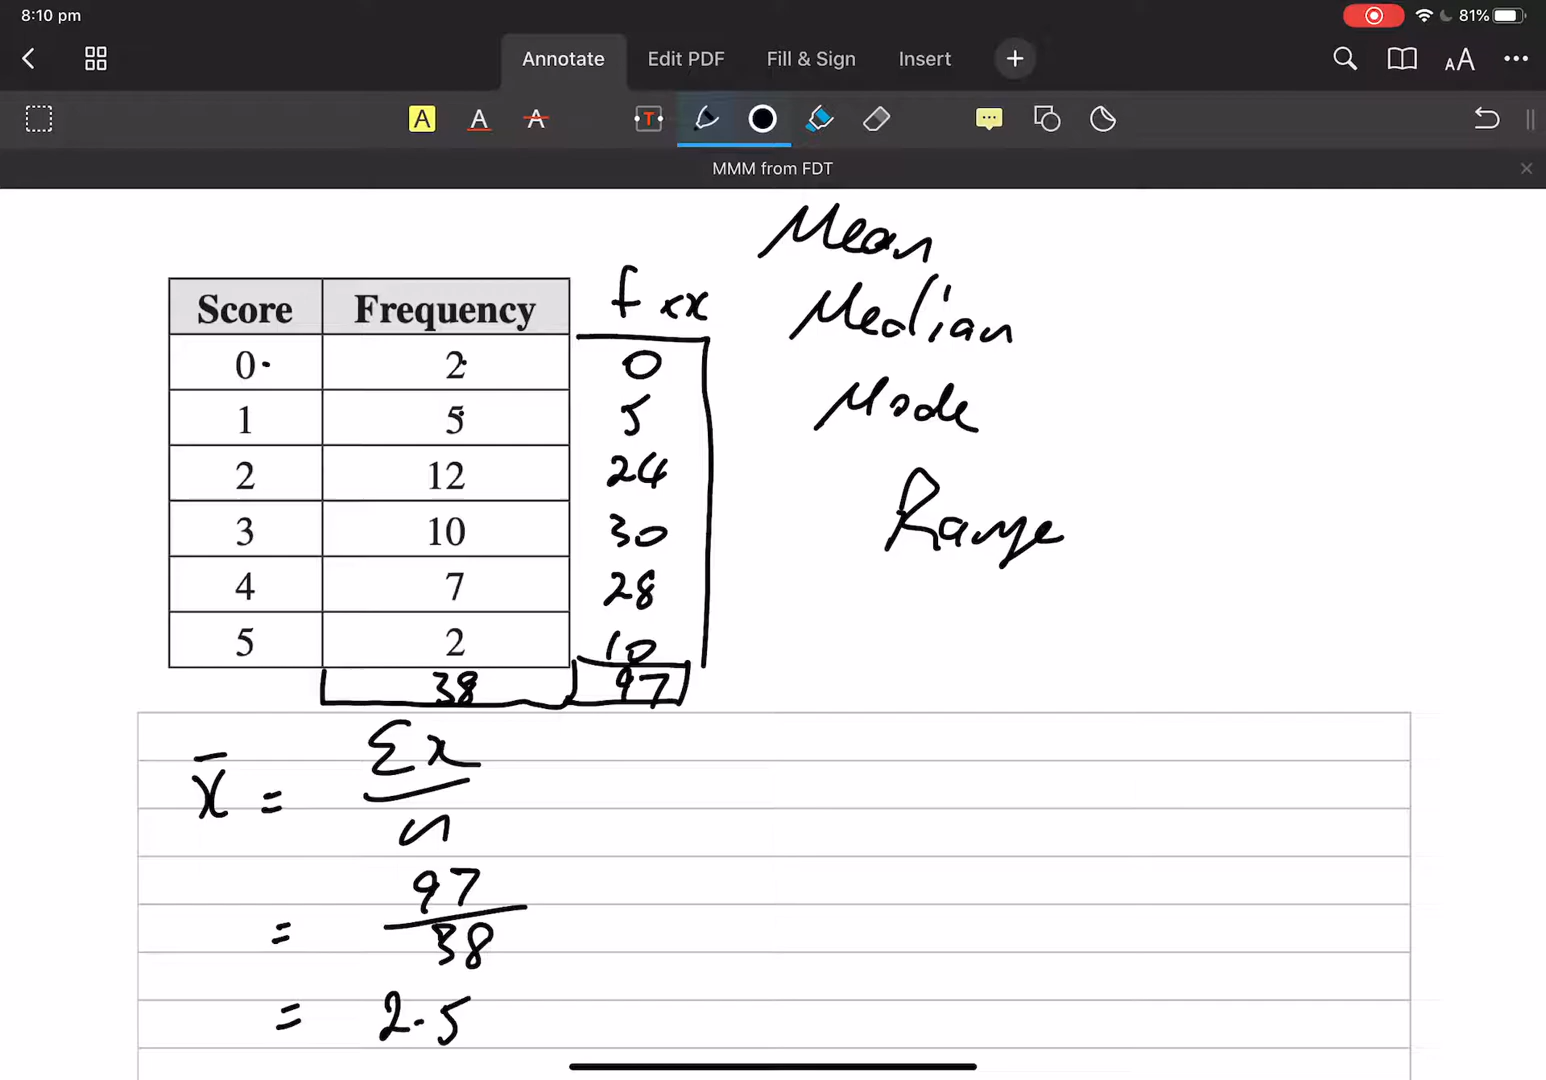 8:10 pm
81%
Annotate Edit PDF Fill & Sign Insert
A A A T AA
MMM from FDT
Mean
Median
Mode
Range
Score Frequency f × x
0 2 0
1 5 5
2 12 24
3 10 30
4 7 28
5 2 10
38 97
x̄ = Σx / n
= 97 / 38
= 2.5